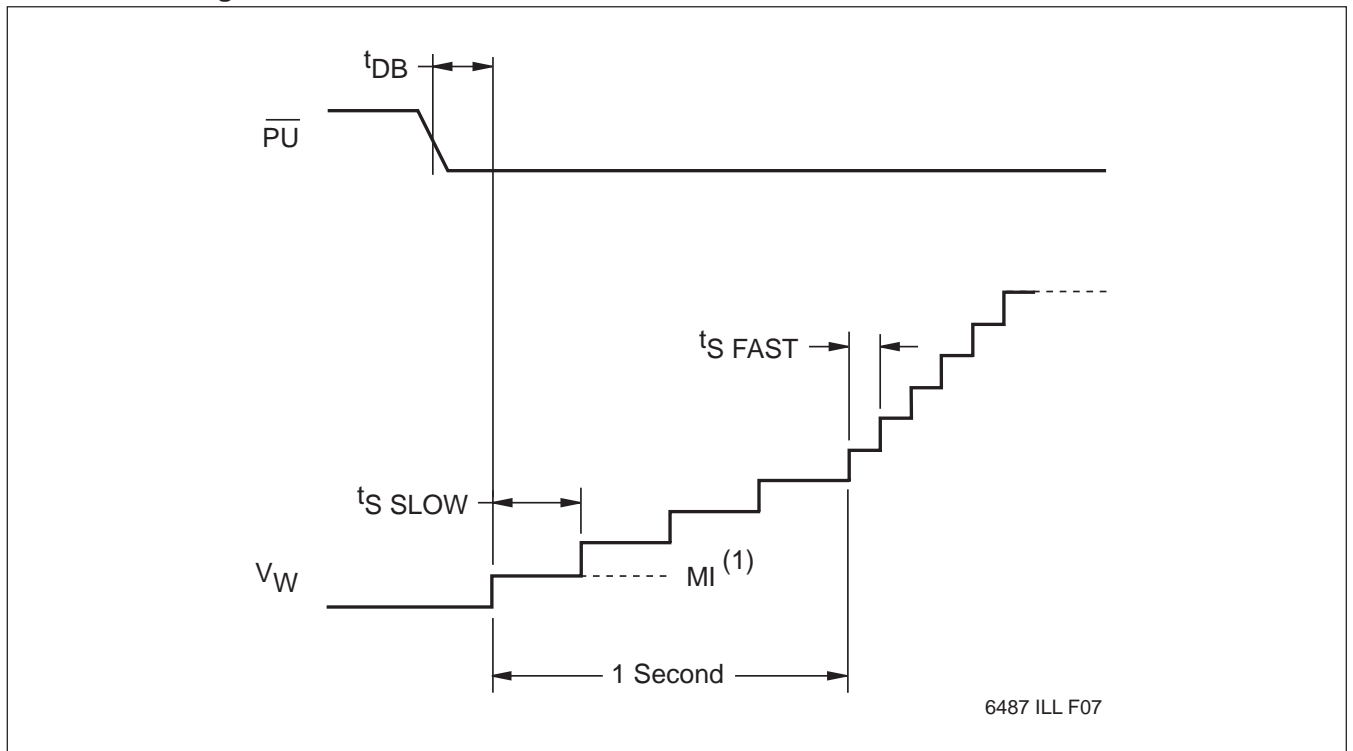 tDB
PU
tS FAST
tS SLOW
MI (1)
VW
1 Second
6487 ILL F07